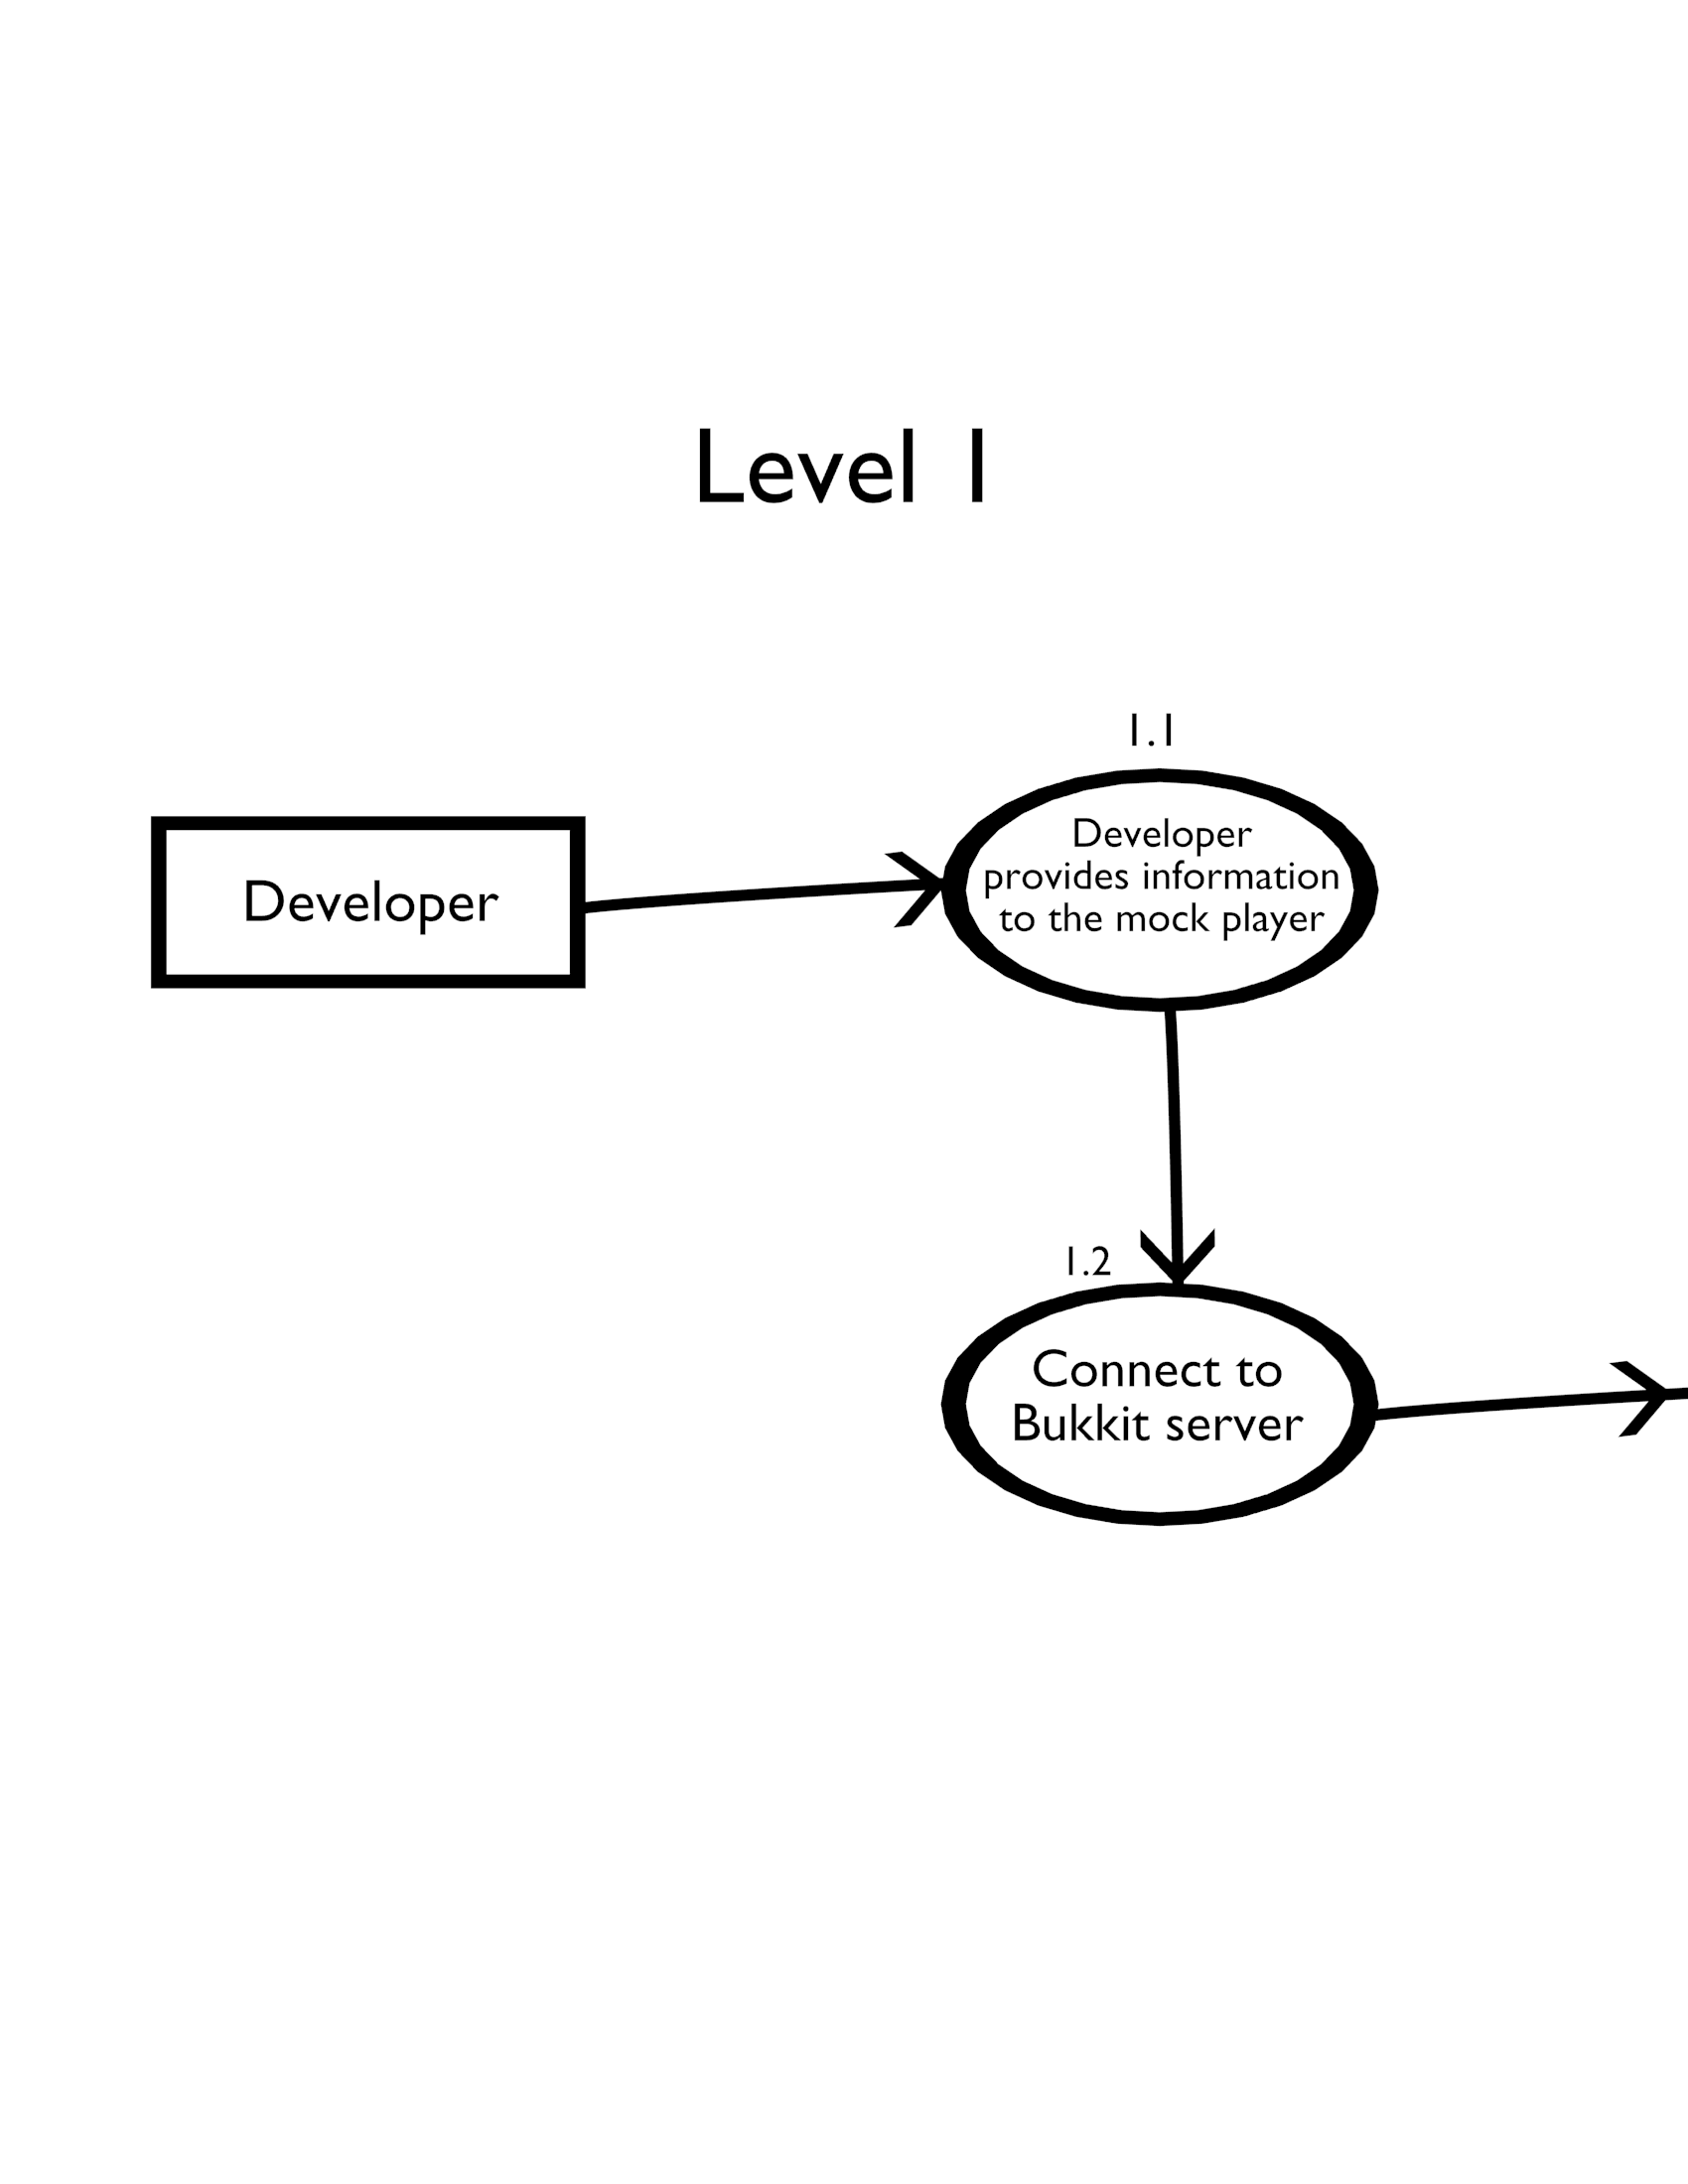 Level 1
1.1
Developer
Developer
provides information
to the mock player
1.2
Connect to
Bukkit server